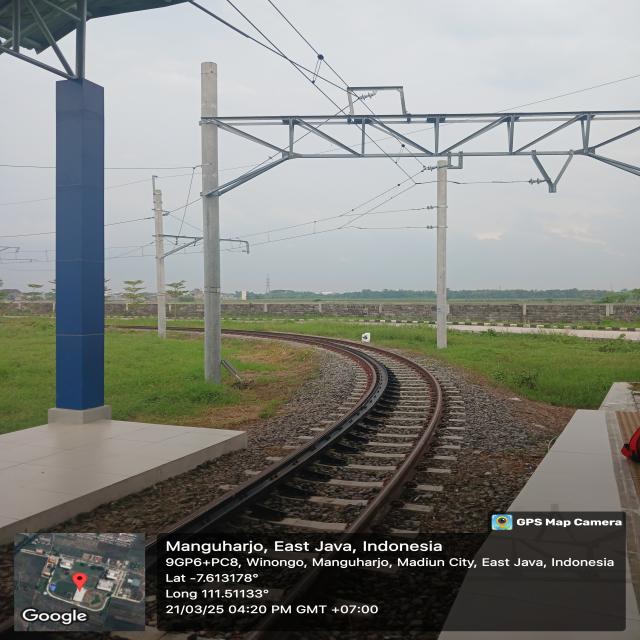 GPS Map Camera
Manguharjo, East Java, Indonesia
9GP6+PC8, Winongo, Manguharjo, Madiun City, East Java, Indonesia
Lat -7.613178°
Long 111.51133°
21/03/25 04:20 PM GMT +07:00
Google